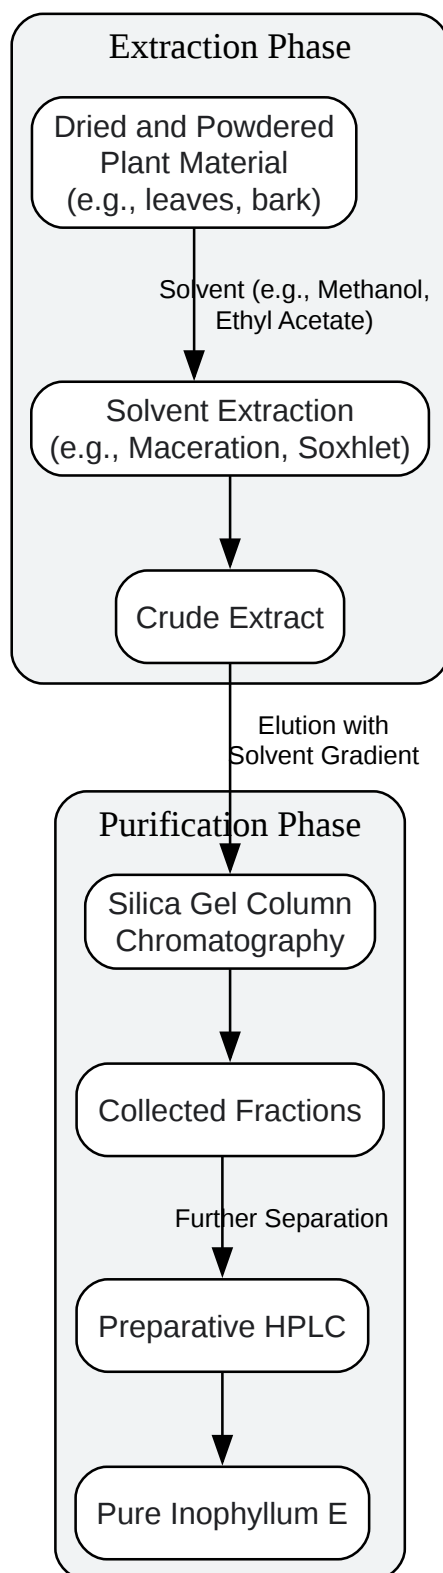 Extraction Phase
Dried and Powdered
Plant Material
(e.g., leaves, bark)
Solvent (e.g., Methanol,
Ethyl Acetate)
Solvent Extraction
(e.g., Maceration, Soxhlet)
Crude Extract
Elution with
Solvent Gradient
Purification Phase
Silica Gel Column
Chromatography
Collected Fractions
Further Separation
Preparative HPLC
Pure Inophyllum E